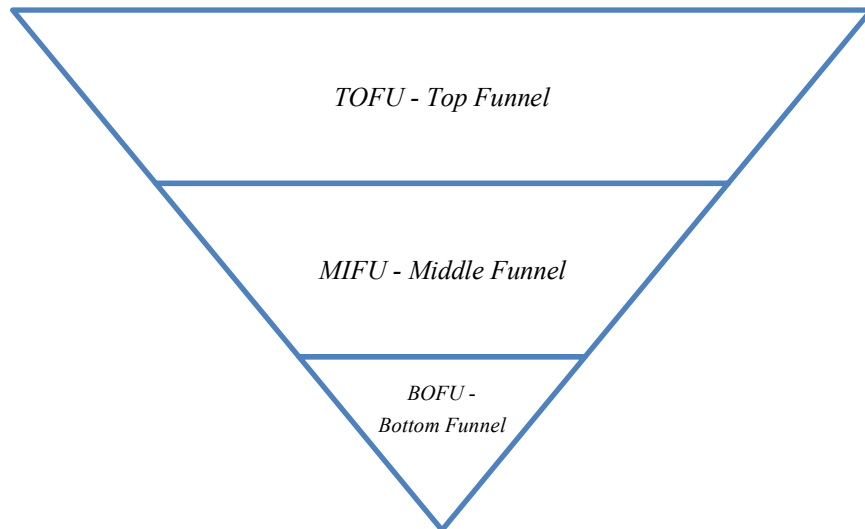 TOFU - Top Funnel
MIFU - Middle Funnel
BOFU -
Bottom Funnel